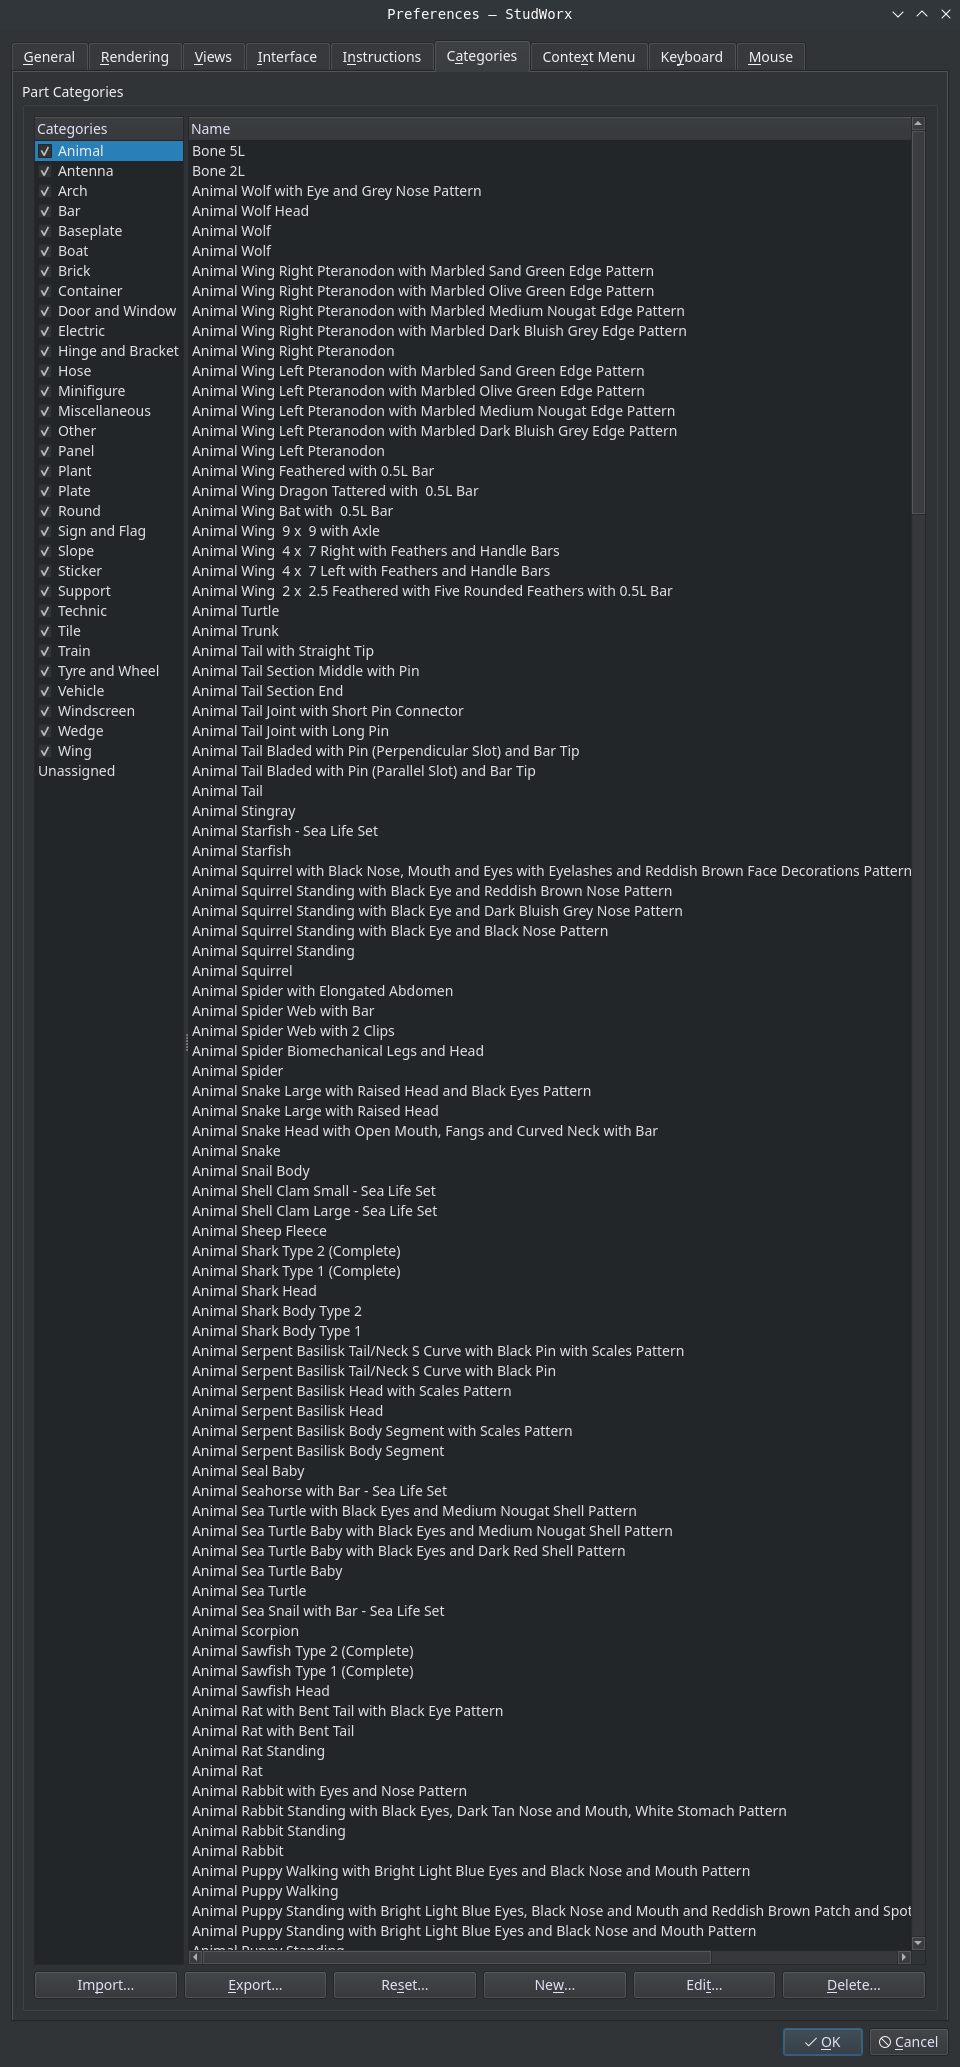 Preferences — StudWorx
General Rendering Views Interface Instructions Categories Context Menu Keyboard Mouse
Part Categories
Categories
Animal
Antenna
Arch
Bar
Baseplate
Boat
Brick
Container
Door and Window
Electric
Hinge and Bracket
Hose
Minifigure
Miscellaneous
Other
Panel
Plant
Plate
Round
Sign and Flag
Slope
Sticker
Support
Technic
Tile
Train
Tyre and Wheel
Vehicle
Windscreen
Wedge
Wing
Unassigned
Name
Bone 5L
Bone 2L
Animal Wolf with Eye and Grey Nose Pattern
Animal Wolf Head
Animal Wolf
Animal Wolf
Animal Wing Right Pteranodon with Marbled Sand Green Edge Pattern
Animal Wing Right Pteranodon with Marbled Olive Green Edge Pattern
Animal Wing Right Pteranodon with Marbled Medium Nougat Edge Pattern
Animal Wing Right Pteranodon with Marbled Dark Bluish Grey Edge Pattern
Animal Wing Right Pteranodon
Animal Wing Left Pteranodon with Marbled Sand Green Edge Pattern
Animal Wing Left Pteranodon with Marbled Olive Green Edge Pattern
Animal Wing Left Pteranodon with Marbled Medium Nougat Edge Pattern
Animal Wing Left Pteranodon with Marbled Dark Bluish Grey Edge Pattern
Animal Wing Left Pteranodon
Animal Wing Feathered with 0.5L Bar
Animal Wing Dragon Tattered with  0.5L Bar
Animal Wing Bat with  0.5L Bar
Animal Wing  9 x  9 with Axle
Animal Wing  4 x  7 Right with Feathers and Handle Bars
Animal Wing  4 x  7 Left with Feathers and Handle Bars
Animal Wing  2 x  2.5 Feathered with Five Rounded Feathers with 0.5L Bar
Animal Turtle
Animal Trunk
Animal Tail with Straight Tip
Animal Tail Section Middle with Pin
Animal Tail Section End
Animal Tail Joint with Short Pin Connector
Animal Tail Joint with Long Pin
Animal Tail Bladed with Pin (Perpendicular Slot) and Bar Tip
Animal Tail Bladed with Pin (Parallel Slot) and Bar Tip
Animal Tail
Animal Stingray
Animal Starfish - Sea Life Set
Animal Starfish
Animal Squirrel with Black Nose, Mouth and Eyes with Eyelashes and Reddish Brown Face Decorations Pattern
Animal Squirrel Standing with Black Eye and Reddish Brown Nose Pattern
Animal Squirrel Standing with Black Eye and Dark Bluish Grey Nose Pattern
Animal Squirrel Standing with Black Eye and Black Nose Pattern
Animal Squirrel Standing
Animal Squirrel
Animal Spider with Elongated Abdomen
Animal Spider Web with Bar
Animal Spider Web with 2 Clips
Animal Spider Biomechanical Legs and Head
Animal Spider
Animal Snake Large with Raised Head and Black Eyes Pattern
Animal Snake Large with Raised Head
Animal Snake Head with Open Mouth, Fangs and Curved Neck with Bar
Animal Snake
Animal Snail Body
Animal Shell Clam Small - Sea Life Set
Animal Shell Clam Large - Sea Life Set
Animal Sheep Fleece
Animal Shark Type 2 (Complete)
Animal Shark Type 1 (Complete)
Animal Shark Head
Animal Shark Body Type 2
Animal Shark Body Type 1
Animal Serpent Basilisk Tail/Neck S Curve with Black Pin with Scales Pattern
Animal Serpent Basilisk Tail/Neck S Curve with Black Pin
Animal Serpent Basilisk Head with Scales Pattern
Animal Serpent Basilisk Head
Animal Serpent Basilisk Body Segment with Scales Pattern
Animal Serpent Basilisk Body Segment
Animal Seal Baby
Animal Seahorse with Bar - Sea Life Set
Animal Sea Turtle with Black Eyes and Medium Nougat Shell Pattern
Animal Sea Turtle Baby with Black Eyes and Medium Nougat Shell Pattern
Animal Sea Turtle Baby with Black Eyes and Dark Red Shell Pattern
Animal Sea Turtle Baby
Animal Sea Turtle
Animal Sea Snail with Bar - Sea Life Set
Animal Scorpion
Animal Sawfish Type 2 (Complete)
Animal Sawfish Type 1 (Complete)
Animal Sawfish Head
Animal Rat with Bent Tail with Black Eye Pattern
Animal Rat with Bent Tail
Animal Rat Standing
Animal Rat
Animal Rabbit with Eyes and Nose Pattern
Animal Rabbit Standing with Black Eyes, Dark Tan Nose and Mouth, White Stomach Pattern
Animal Rabbit Standing
Animal Rabbit
Animal Puppy Walking with Bright Light Blue Eyes and Black Nose and Mouth Pattern
Animal Puppy Walking
Animal Puppy Standing with Bright Light Blue Eyes, Black Nose and Mouth and Reddish Brown Patch and Spot
Animal Puppy Standing with Bright Light Blue Eyes and Black Nose and Mouth Pattern
Animal Puppy Standing
Import... Export... Reset... New... Edit... Delete...
OK Cancel